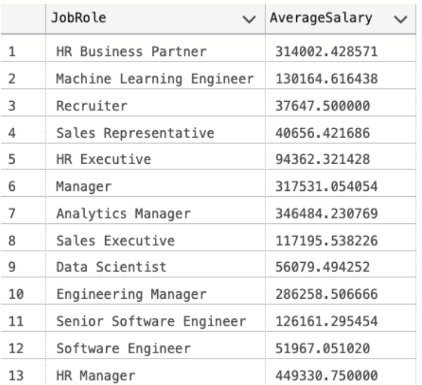 JobRole AverageSalary
1 HR Business Partner 314002.428571
2 Machine Learning Engineer 130164.616438
3 Recruiter 37647.500000
4 Sales Representative 40656.421686
5 HR Executive 94362.321428
6 Manager 317531.054054
7 Analytics Manager 346484.230769
8 Sales Executive 117195.538226
9 Data Scientist 56079.494252
10 Engineering Manager 286258.506666
11 Senior Software Engineer 126161.295454
12 Software Engineer 51967.051020
13 HR Manager 449330.750000